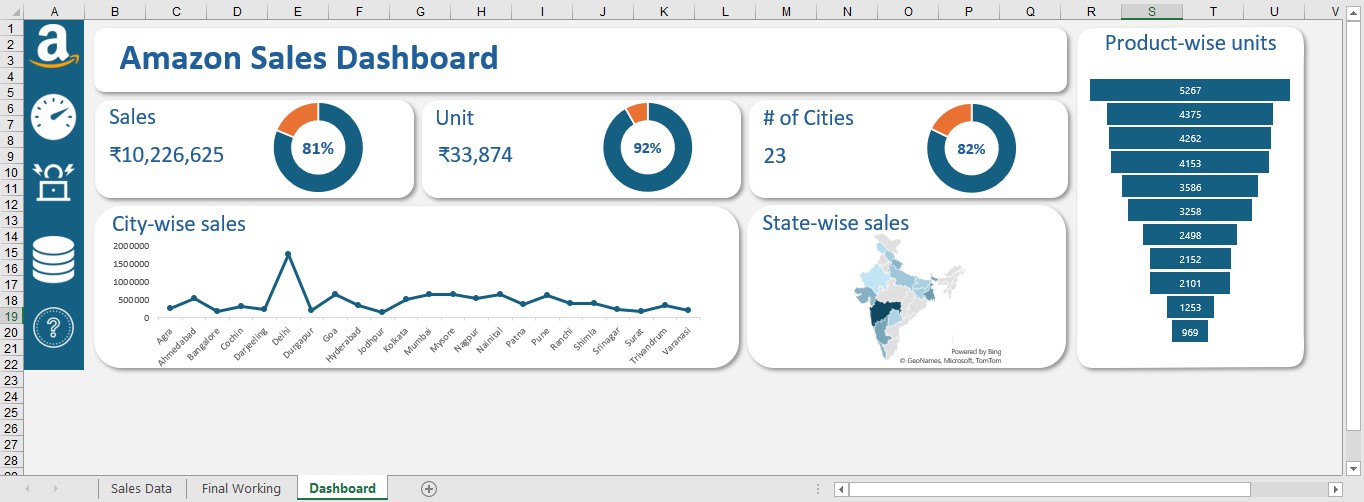 A B C D E F G H I J K L M N O P Q R S T U V
1
2
3
4
5
6
7
8
9
10
11
12
13
14
15
16
17
18
19
20
21
22
23
24
25
26
27
28
a
?
Amazon Sales Dashboard
Sales
₹10,226,625
81%
Unit
₹33,874
92%
# of Cities
23
82%
City-wise sales
2000000
1500000
1000000
500000
0
Agra
Ahmedabad
Bangalore
Cochin
Darjeeling
Delhi
Durgapur
Goa
Hyderabad
Jodhpur
Kolkata
Mumbai
Mysore
Nagpur
Nainital
Patna
Pune
Ranchi
Shimla
Srinagar
Surat
Trivandrum
Varanasi
State-wise sales
Powered by Bing
© GeoNames, Microsoft, TomTom
Product-wise units
5267
4375
4262
4153
3586
3258
2498
2152
2101
1253
969
Sales Data Final Working Dashboard